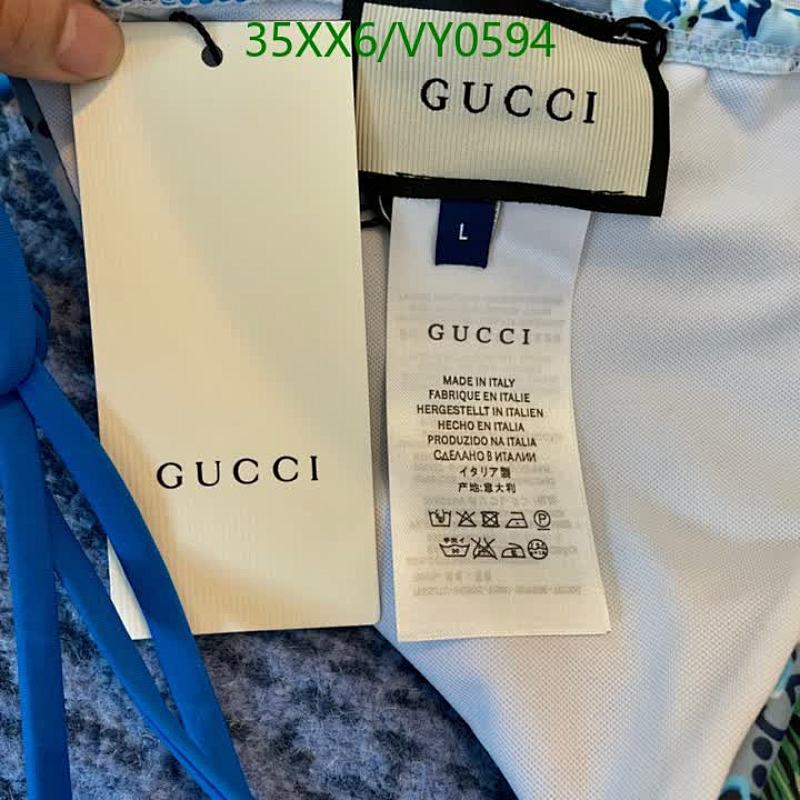 35XX6/VY0594
GUCCI
L
GUCCI
MADE IN ITALY
FABRIQUE EN ITALIE
HERGESTELLT IN ITALIEN
HECHO EN ITALIA
PRODUZIDO NA ITALIA
СДЕЛАНО В ИТАЛИИ
イタリア製
产地:意大利
GUCCI